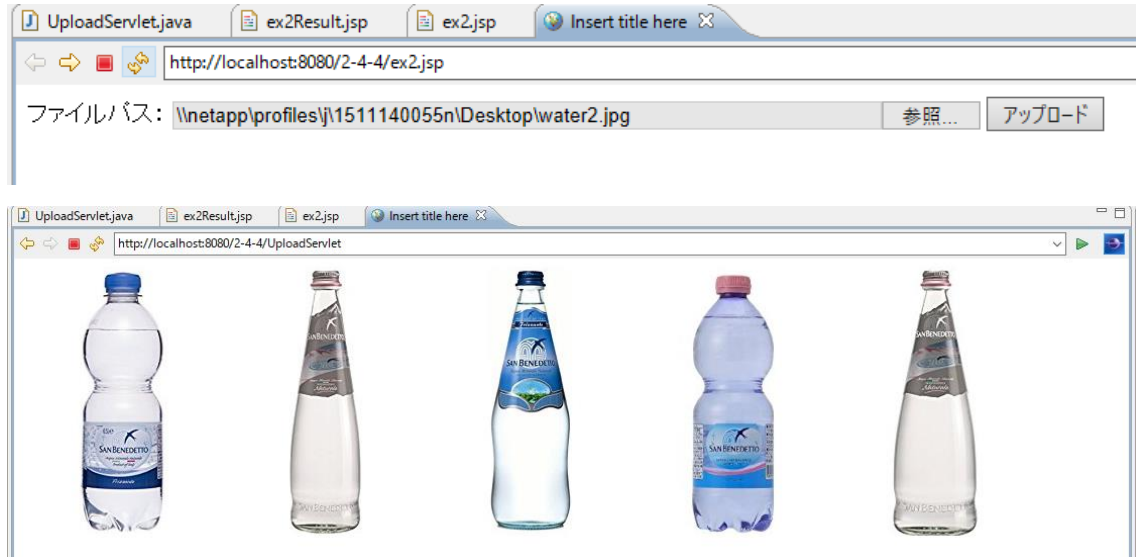 UploadServlet.java ex2Result.jsp ex2.jsp Insert title here
http://localhost:8080/2-4-4/ex2.jsp
ファイルパス: \\netapp\profiles\j\1511140055n\Desktop\water2.jpg 参照... アップロード
UploadServlet.java ex2Result.jsp ex2.jsp Insert title here
http://localhost:8080/2-4-4/UploadServlet
SAN BENEDETTO
SAN BENEDETTO
SAN BENEDETTO
SAN BENEDETTO
SAN BENEDETTO